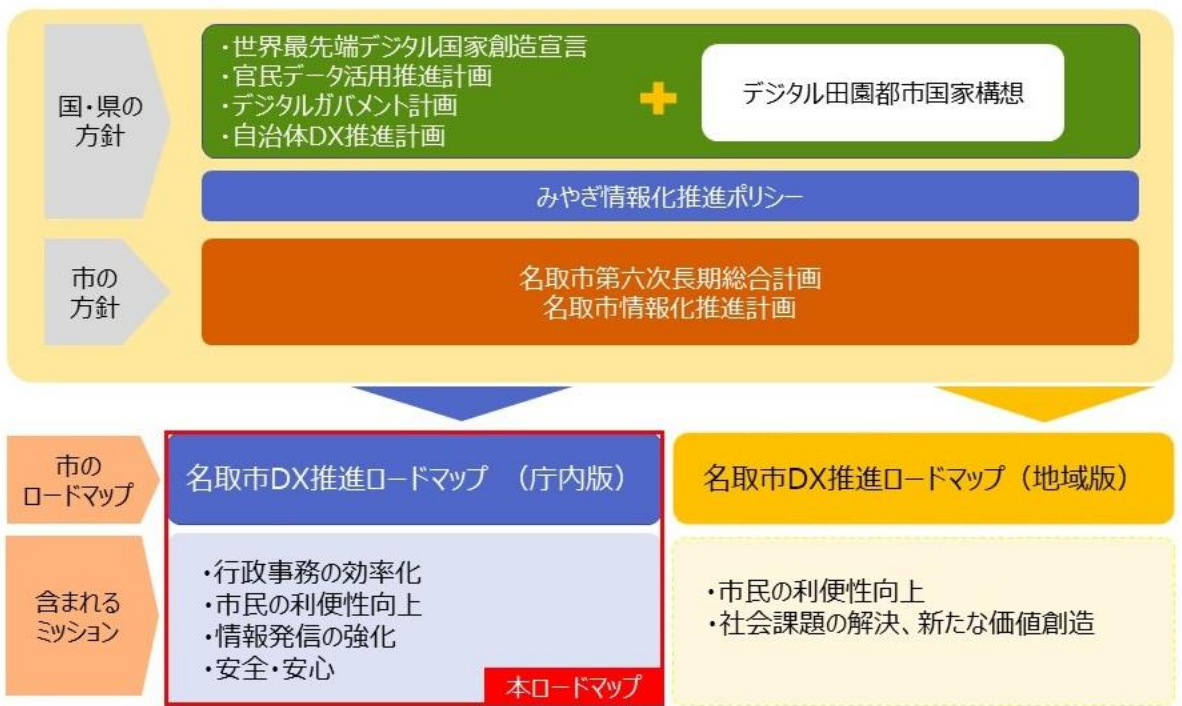 国・県の
方針
・世界最先端デジタル国家創造宣言
・官民データ活用推進計画
・デジタルガバメント計画
・自治体DX推進計画
デジタル田園都市国家構想
みやぎ情報化推進ポリシー
市の
方針
名取市第六次長期総合計画
名取市情報化推進計画
市の
ロードマップ
名取市DX推進ロードマップ （庁内版）
名取市DX推進ロードマップ（地域版）
含まれる
ミッション
・行政事務の効率化
・市民の利便性向上
・情報発信の強化
・安全・安心
本ロードマップ
・市民の利便性向上
・社会課題の解決、新たな価値創造